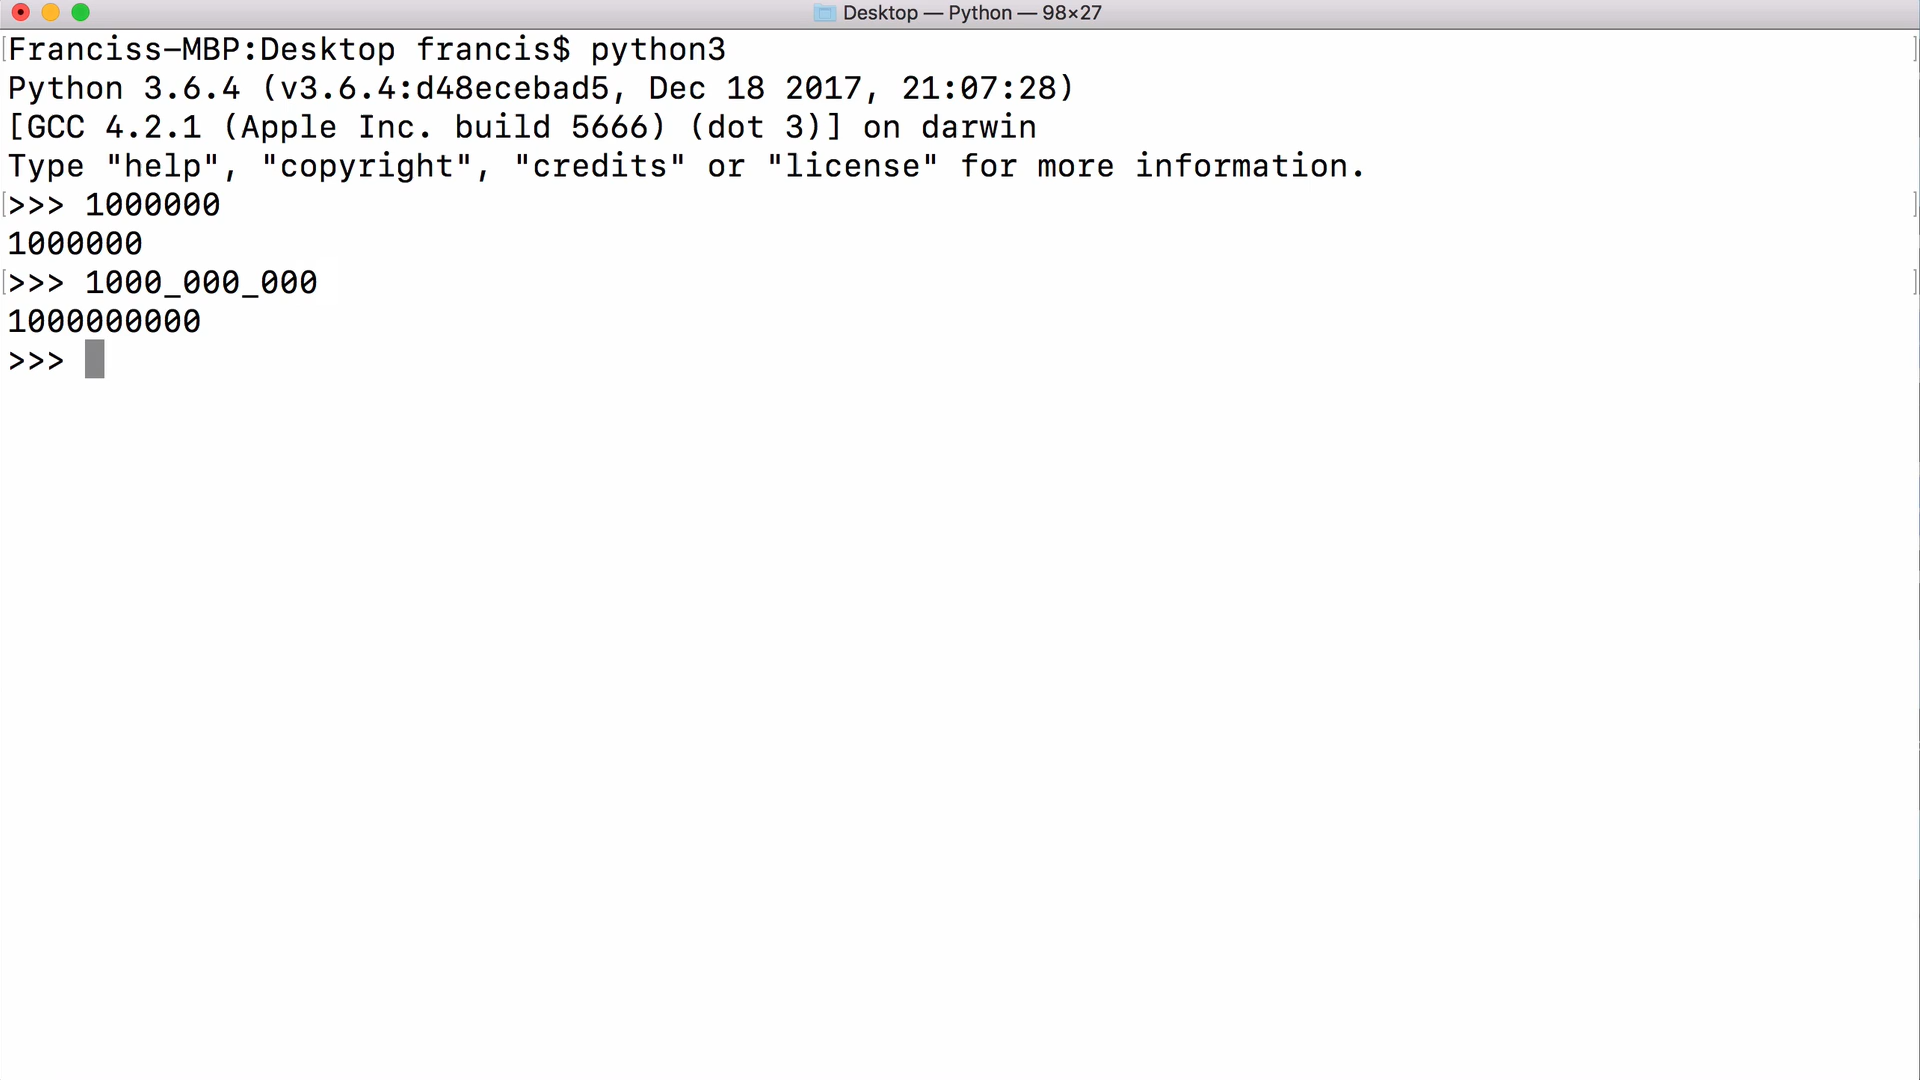 Desktop — Python — 98×27
Franciss-MBP:Desktop francis$ python3
Python 3.6.4 (v3.6.4:d48ecebad5, Dec 18 2017, 21:07:28)
[GCC 4.2.1 (Apple Inc. build 5666) (dot 3)] on darwin
Type "help", "copyright", "credits" or "license" for more information.
>>> 1000000
1000000
>>> 1000_000_000
1000000000
>>>